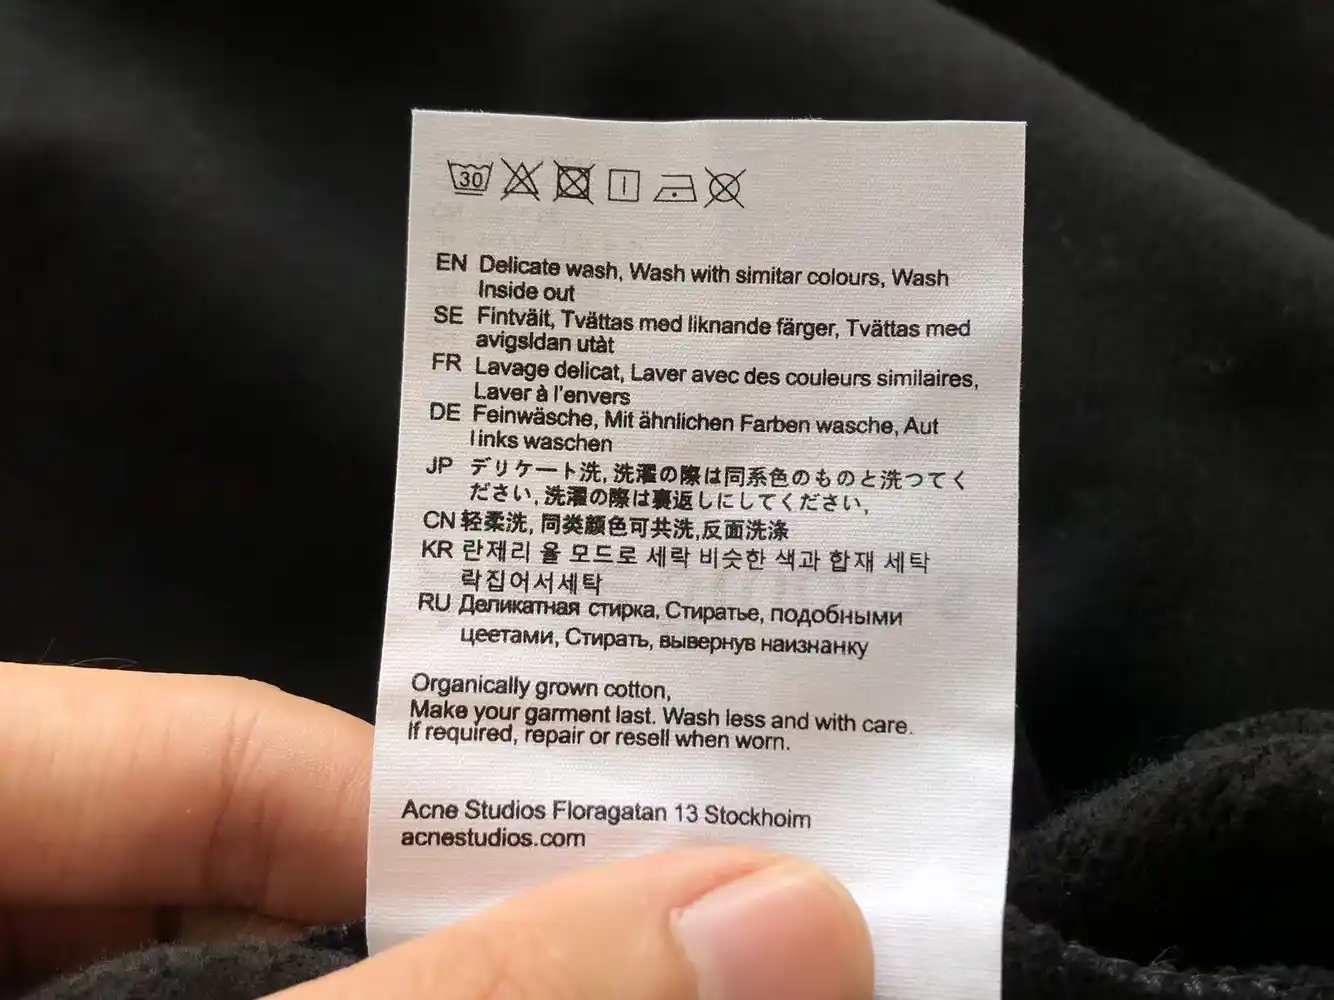 30
EN Delicate wash, Wash with simitar colours, Wash
Inside out
SE Fintväit, Tvättas med liknande färger, Tvättas med
avigsldan utàt
FR Lavage delicat, Laver avec des couleurs similaires,
Laver à l'envers
DE Feinwäsche, Mit ähnlichen Farben wasche, Aut
links waschen
JP デリケート洗, 洗濯の際は同系色のものと洗つてく
ださい, 洗濯の際は裏返しにしてください,
CN 轻柔洗, 同类颜色可共洗,反面洗涤
KR 란제리 율 모드로 세락 비슷한 색과 합재 세탁
락집어서세탁
RU Деликатная стирка, Стиратье, подобными
цеетами, Стирать, вывернув наизнанку
Organically grown cotton,
Make your garment last. Wash less and with care.
If required, repair or resell when worn.
Acne Studios Floragatan 13 Stockhoim
acnestudios.com